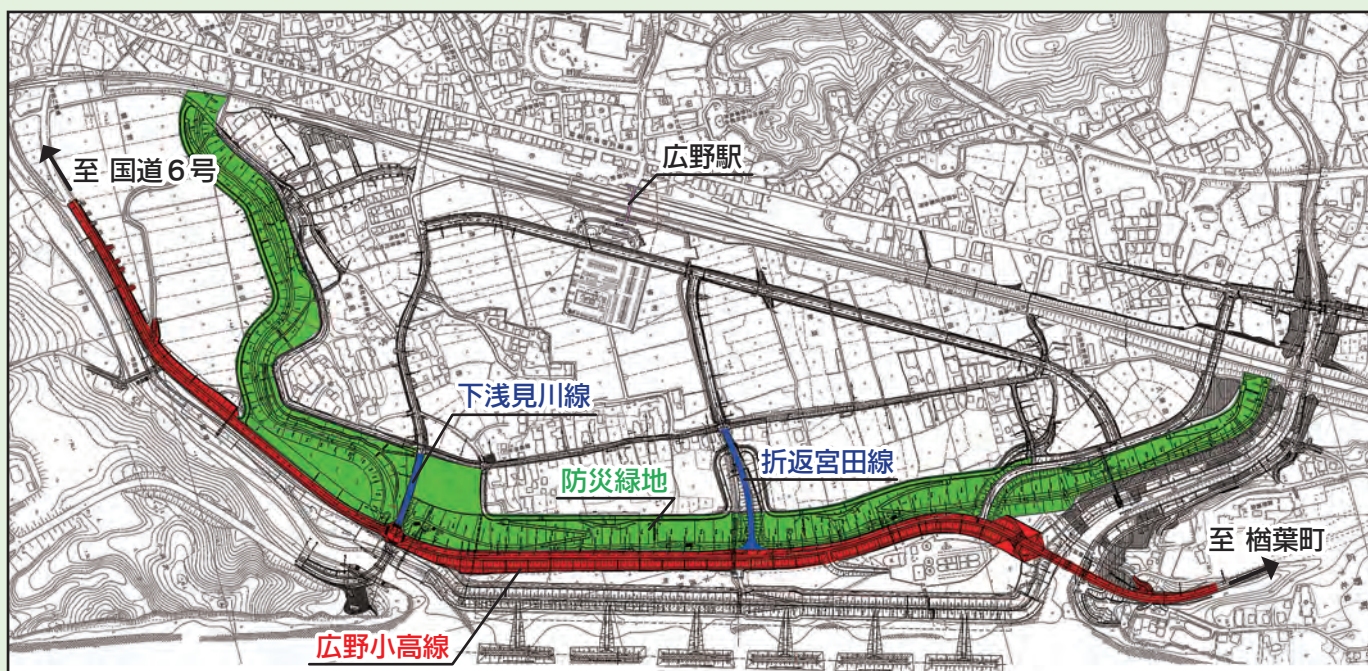 広野駅
至 国道6号
下浅見川線
折返宮田線
防災緑地
至 楢葉町
広野小高線